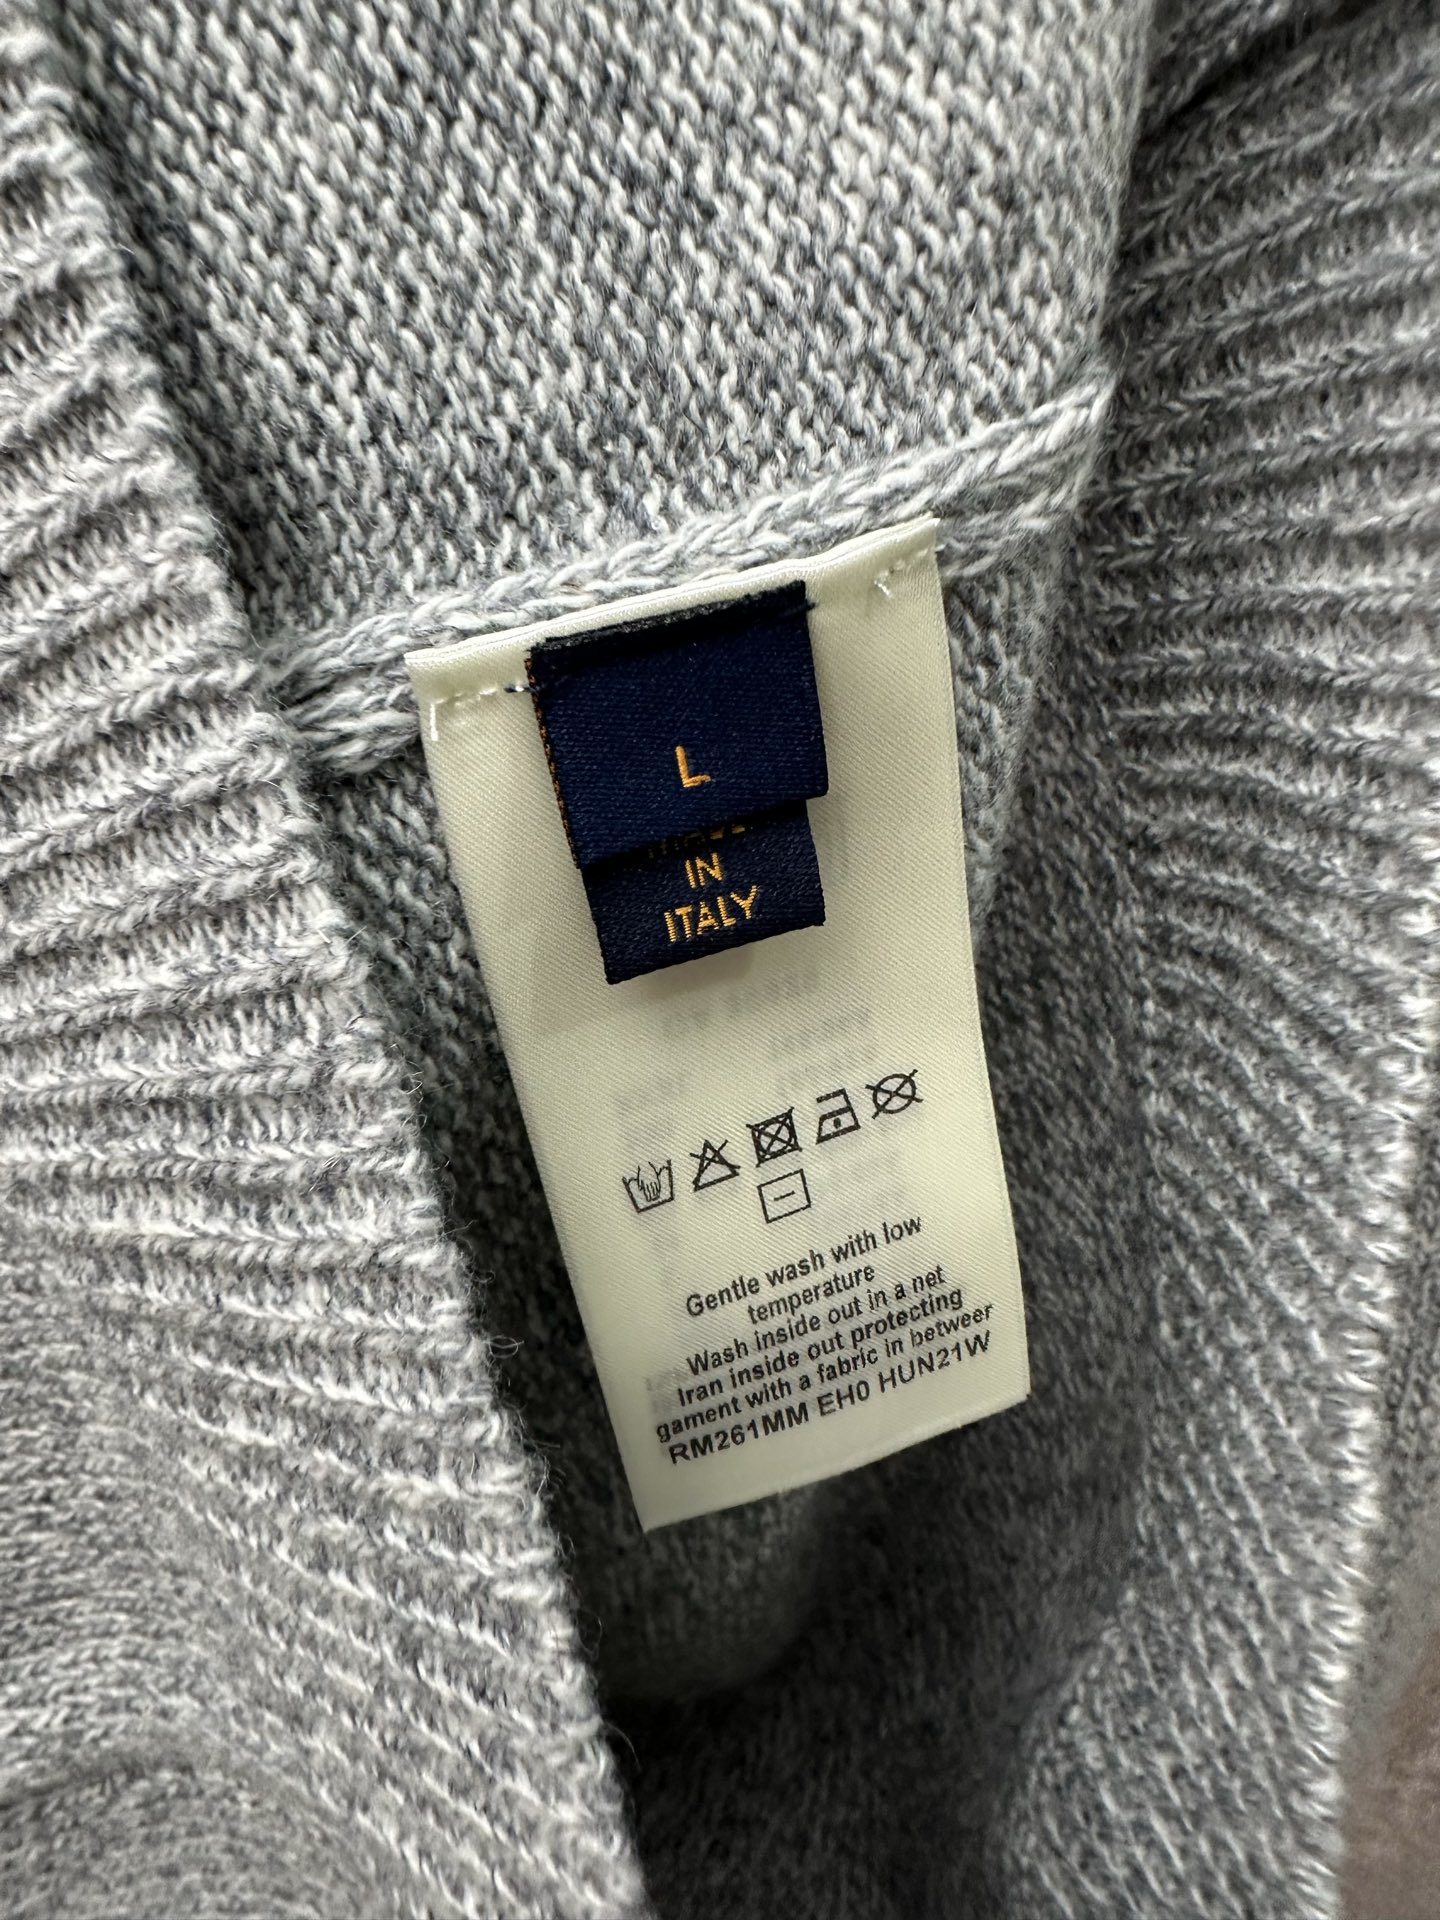 L
IN
ITALY
Gentle wash with low
temperature
Wash inside out in a net
Iran inside out protecting
gament with a fabric in betweer
RM261MM EH0 HUN21W